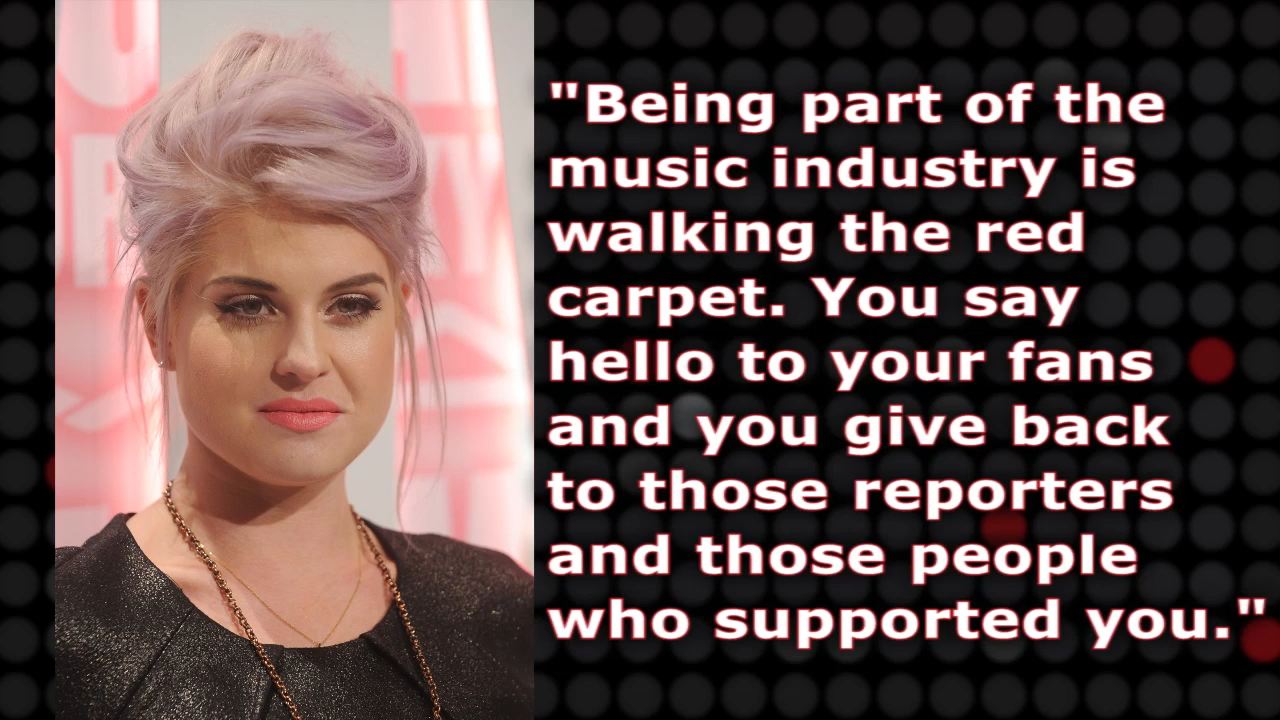 "Being part of the
music industry is
walking the red
carpet. You say
hello to your fans
and you give back
to those reporters
and those people
who supported you."